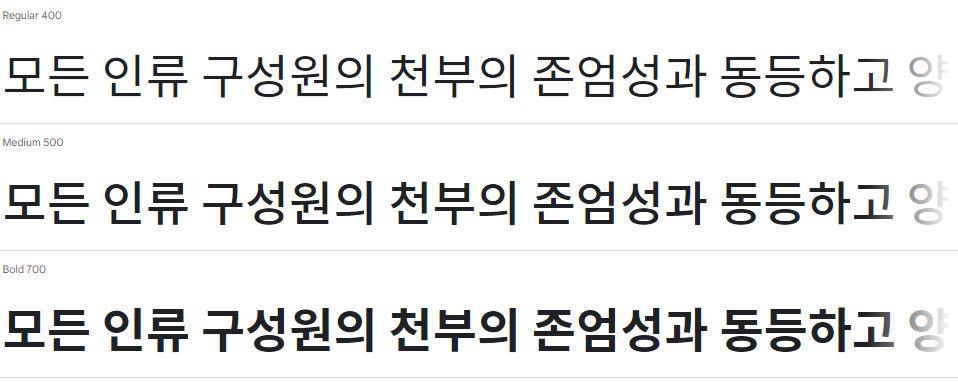 Regular 400
모든 인류 구성원의 천부의 존엄성과 동등하고
Medium 500
모든 인류 구성원의 천부의 존엄성과 동등하고
Bold 700
모든 인류 구성원의 천부의 존엄성과 동등하고